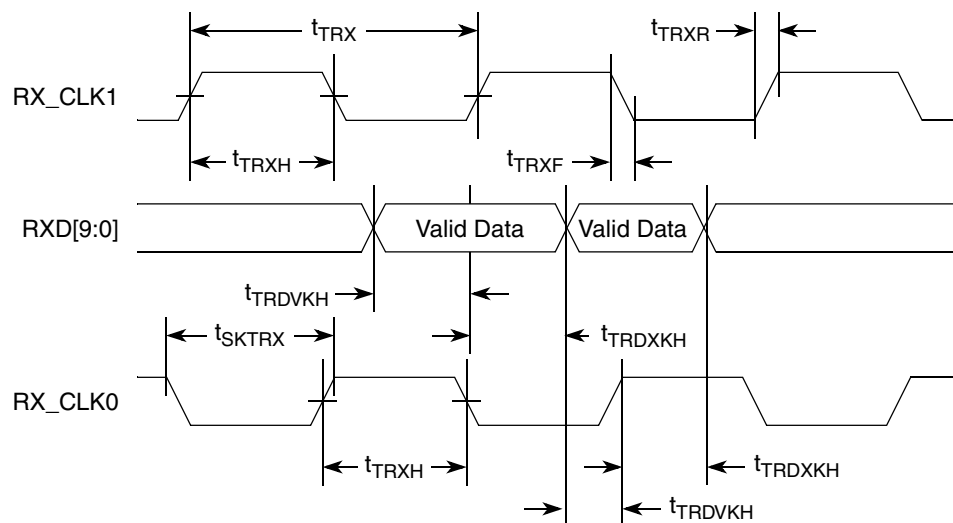 tTRX
tTRXR
RX_CLK1
tTRXH
tTRXF
RXD[9:0]
Valid Data
Valid Data
tTRDVKH
tSKTRX
tTRDXKH
RX_CLK0
tTRXH
tTRDXKH
tTRDVKH